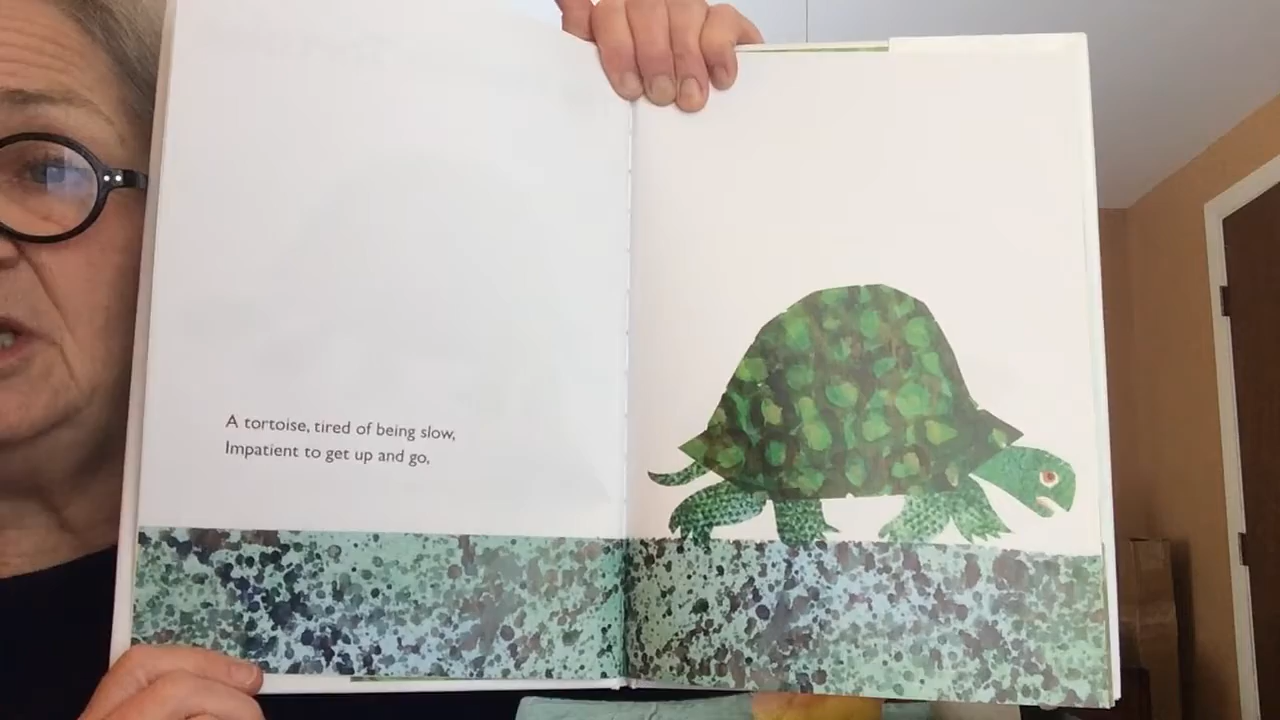 A tortoise, tired of being slow,
Impatient to get up and go,